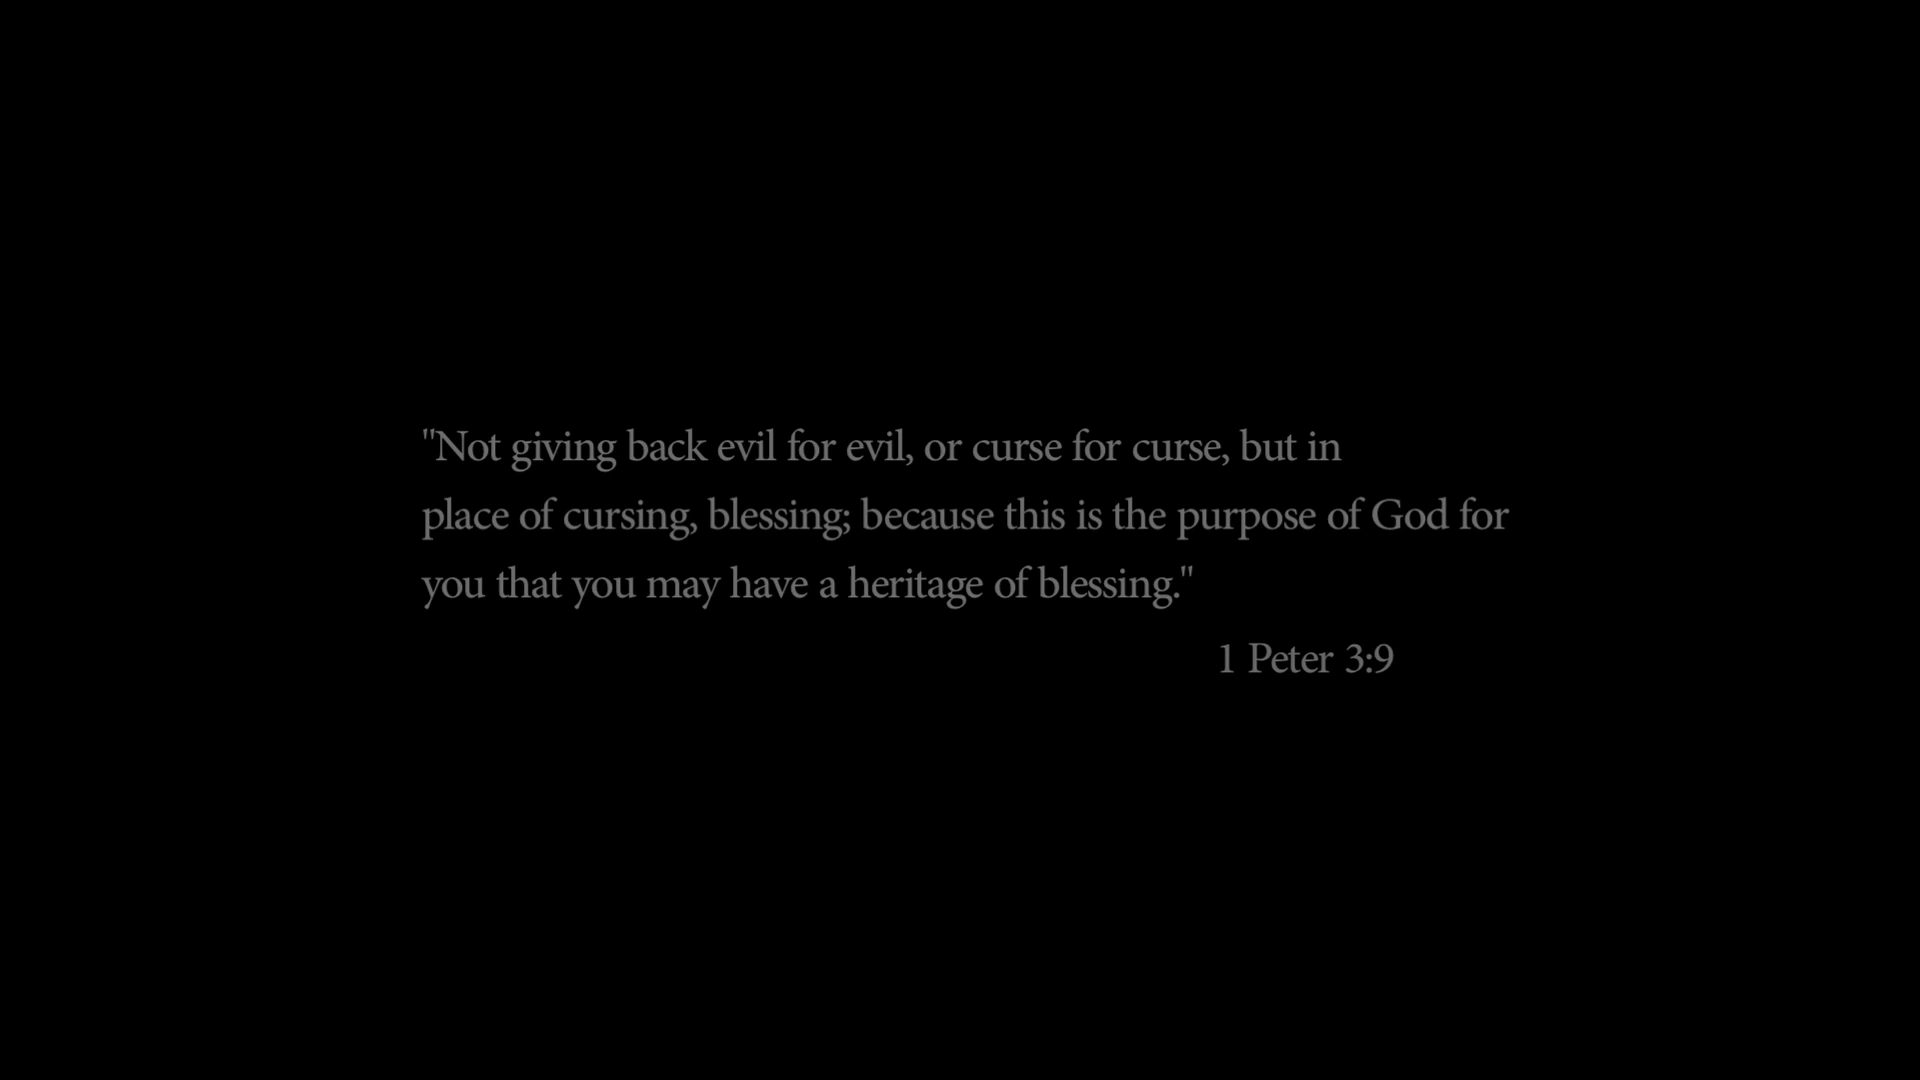 "Not giving back evil for evil, or curse for curse, but in
place of cursing, blessing; because this is the purpose of God for
you that you may have a heritage of blessing."
1 Peter 3:9